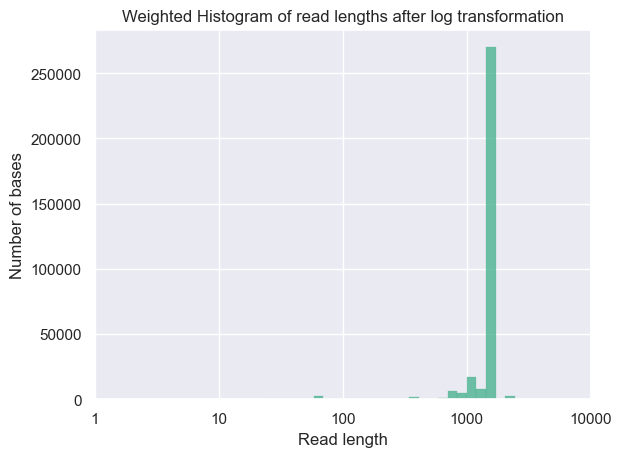 Weighted Histogram of read lengths after log transformation
250000
200000
150000
100000
50000
0
Number of bases
1 10 100 1000 10000
Read length